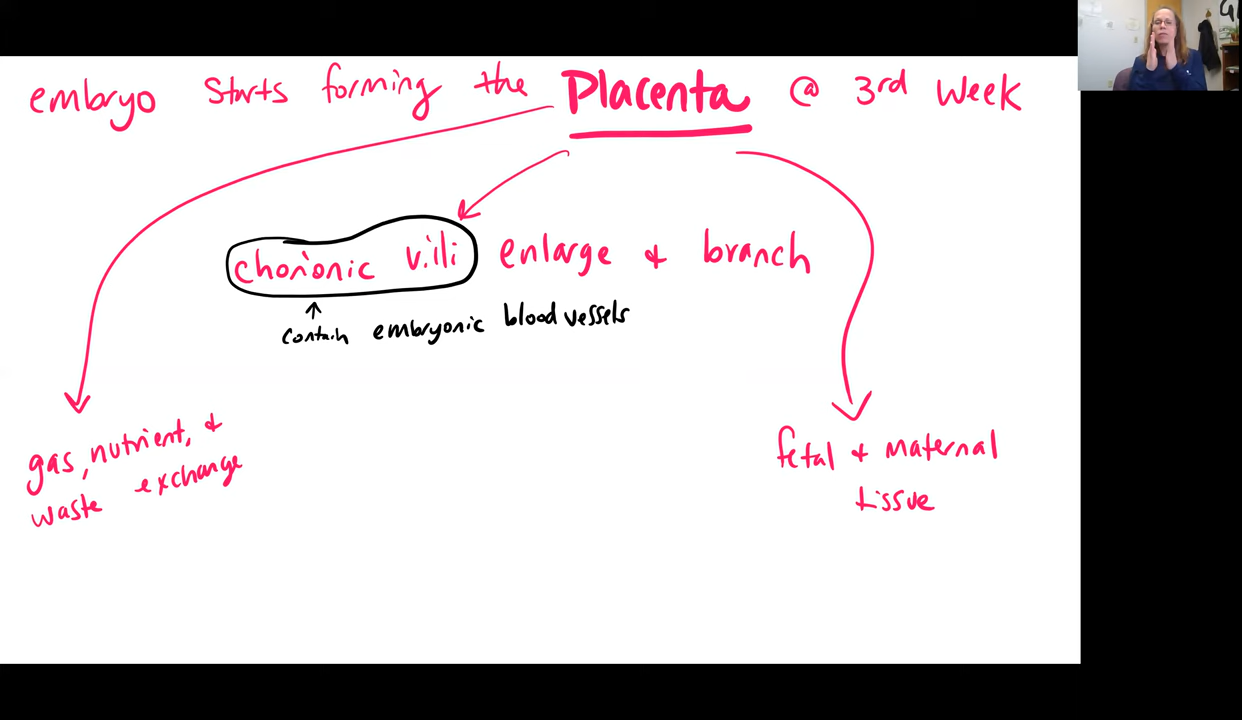 embryo starts forming the Placenta @ 3rd week
chorionic villi enlarge & branch
contain embryonic blood vessels
gas, nutrient, &
waste exchange
fetal & maternal
tissue